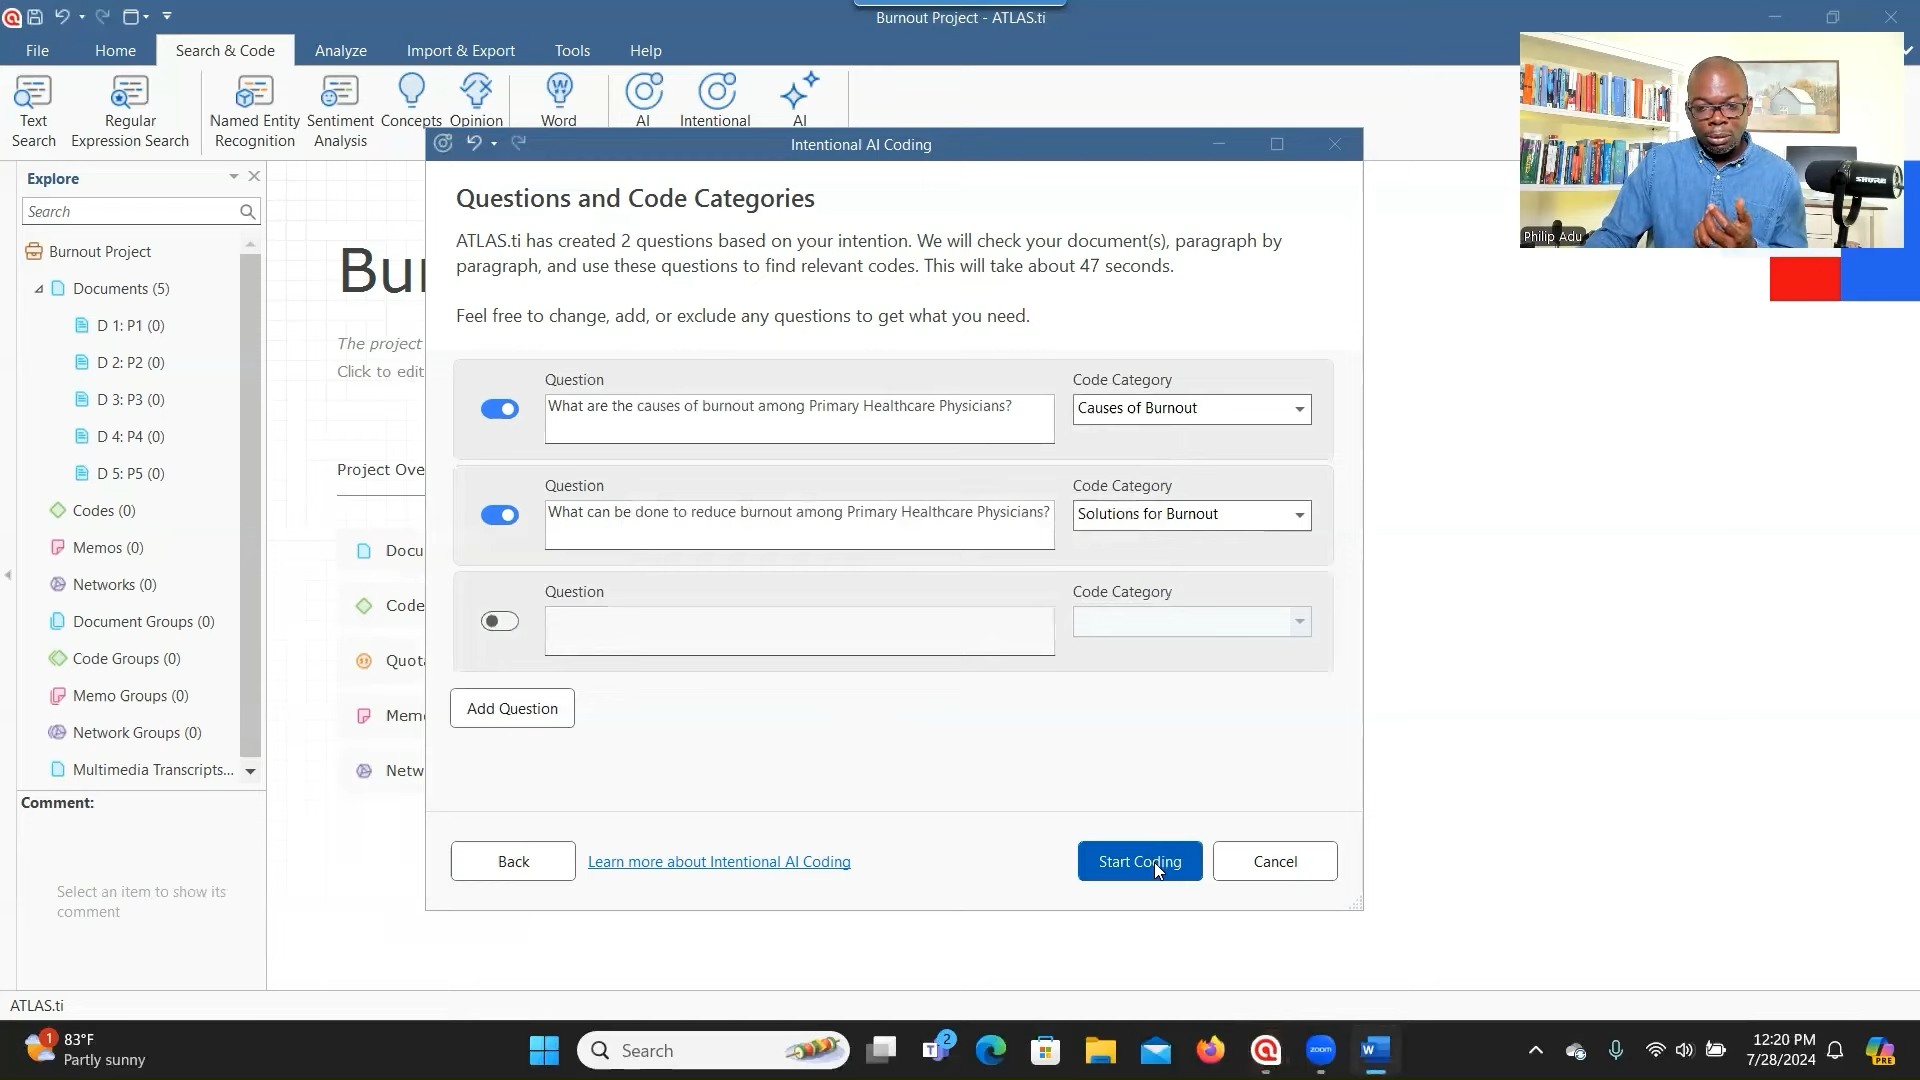 Burnout Project - ATLAS.ti
File
Home
Search & Code
Analyze
Import & Export
Tools
Help
Text
Search
Regular
Expression Search
Named Entity
Recognition
Sentiment
Analysis
Concepts
Opinion
Word
AI
Intentional
AI
Intentional AI Coding
SHURE
Philip Adu
Explore
Search
Burnout Project
Documents (5)
D 1: P1 (0)
D 2: P2 (0)
D 3: P3 (0)
D 4: P4 (0)
D 5: P5 (0)
Codes (0)
Memos (0)
Networks (0)
Document Groups (0)
Code Groups (0)
Memo Groups (0)
Network Groups (0)
Multimedia Transcripts...
Comment:
Select an item to show its
comment
Bur
The project
Click to edit
Project Ove
Docu
Code
Quota
Mem
Netw
Questions and Code Categories
ATLAS.ti has created 2 questions based on your intention. We will check your document(s), paragraph by
paragraph, and use these questions to find relevant codes. This will take about 47 seconds.
Feel free to change, add, or exclude any questions to get what you need.
Question
Code Category
What are the causes of burnout among Primary Healthcare Physicians?
Causes of Burnout
Question
Code Category
What can be done to reduce burnout among Primary Healthcare Physicians?
Solutions for Burnout
Question
Code Category
Add Question
Back
Learn more about Intentional AI Coding
Start Coding
Cancel
ATLAS.ti
1
83°F
Partly sunny
Search
2
zoom
W
PRE
12:20 PM
7/28/2024